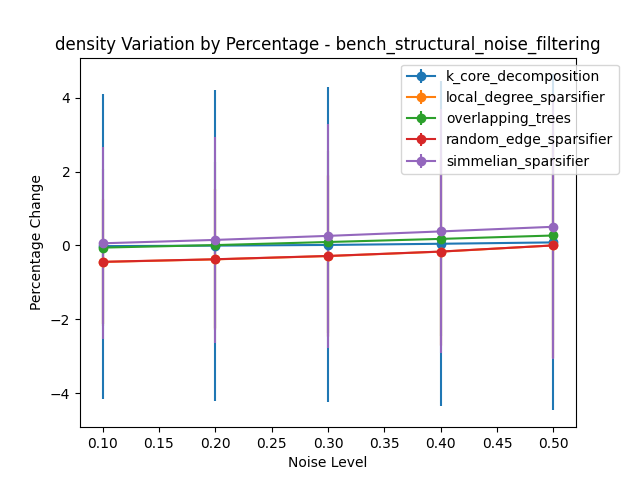 density Variation by Percentage - bench_structural_noise_filtering
k_core_decomposition
local_degree_sparsifier
overlapping_trees
random_edge_sparsifier
simmelian_sparsifier
Percentage Change
4
2
0
−2
−4
0.10 0.15 0.20 0.25 0.30 0.35 0.40 0.45 0.50
Noise Level